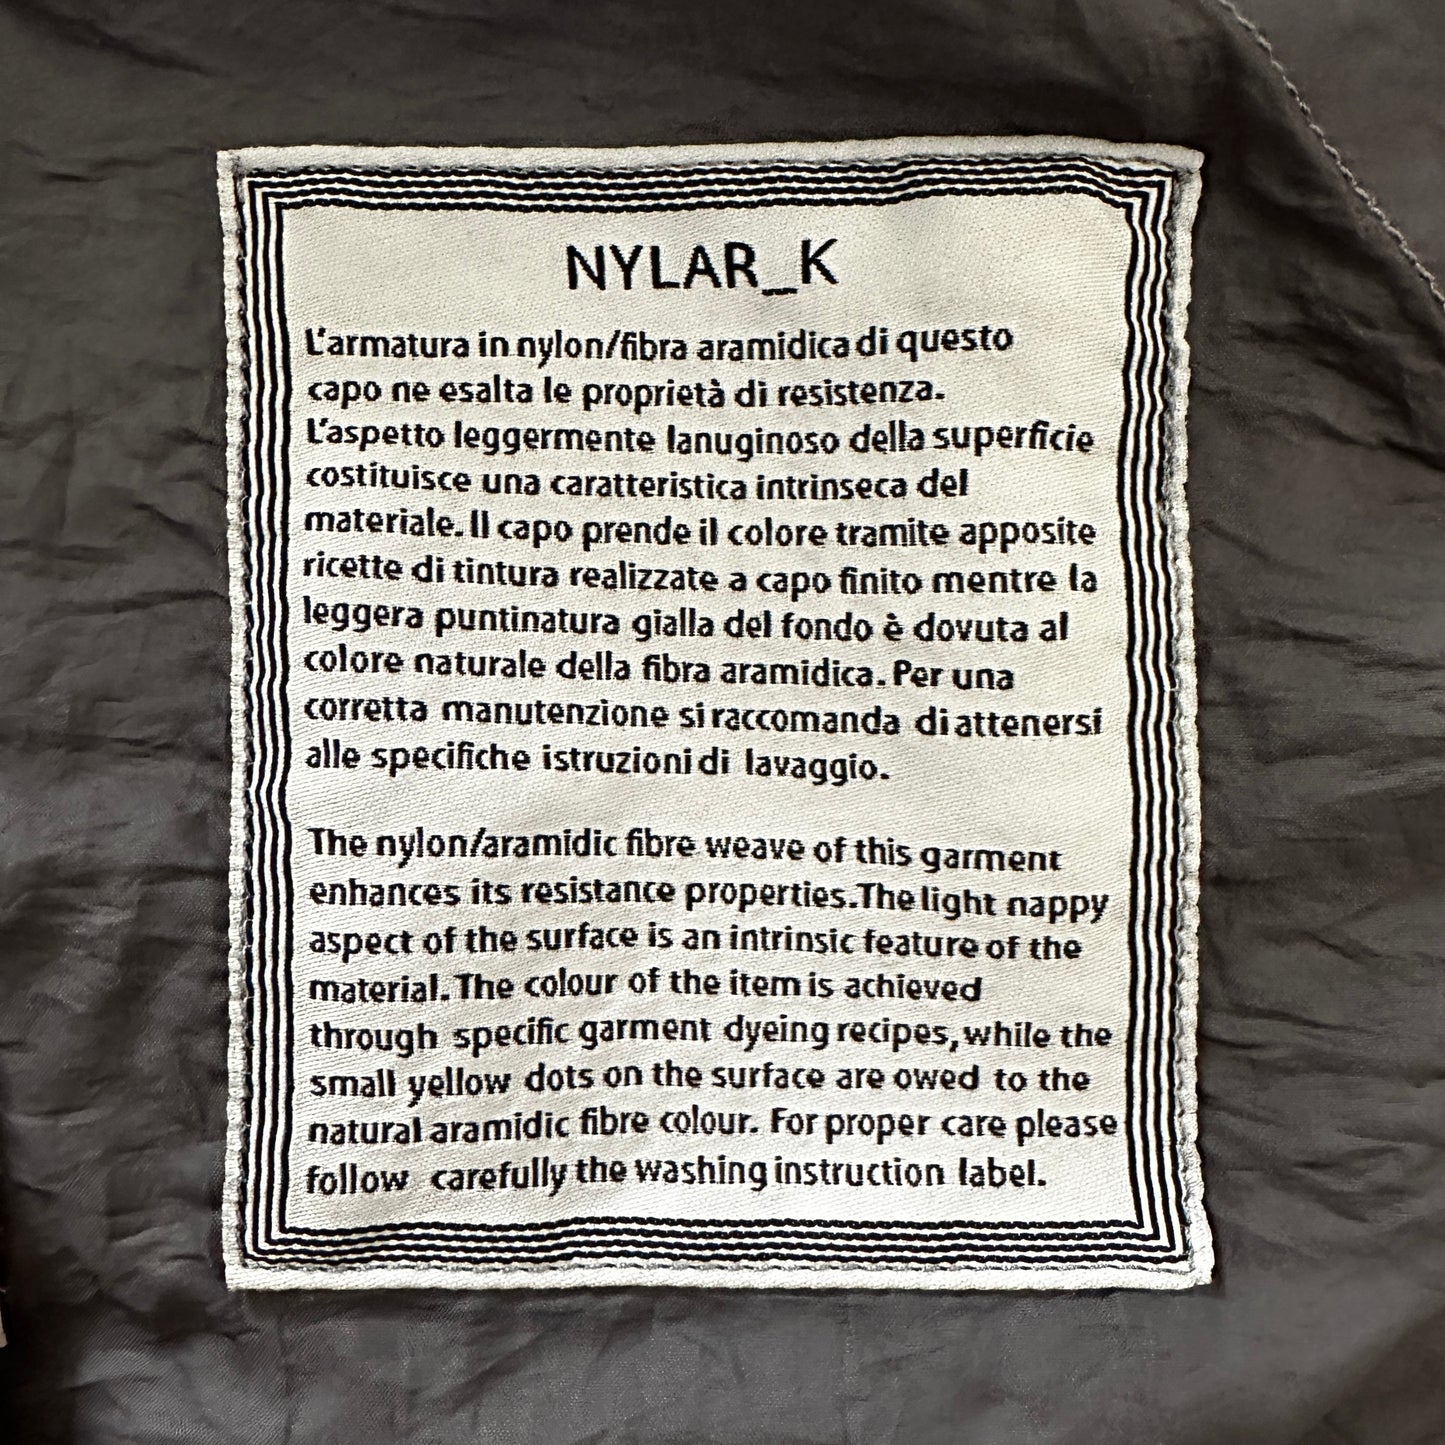 NYLAR_K
L'armatura in nylon/fibra aramidica di questo
capo ne esalta le proprietà di resistenza.
L'aspetto leggermente lanuginoso della superficie
costituisce una caratteristica intrinseca del
materiale. Il capo prende il colore tramite apposite
ricette di tintura realizzate a capo finito mentre la
leggera puntinatura gialla del fondo è dovuta al
colore naturale della fibra aramidica. Per una
corretta manutenzione si raccomanda di attenersi
alle specifiche istruzioni di lavaggio.
The nylon/aramidic fibre weave of this garment
enhances its resistance properties. The light nappy
aspect of the surface is an intrinsic feature of the
material. The colour of the item is achieved
through specific garment dyeing recipes, while the
small yellow dots on the surface are owed to the
natural aramidic fibre colour. For proper care please
follow carefully the washing instruction label.